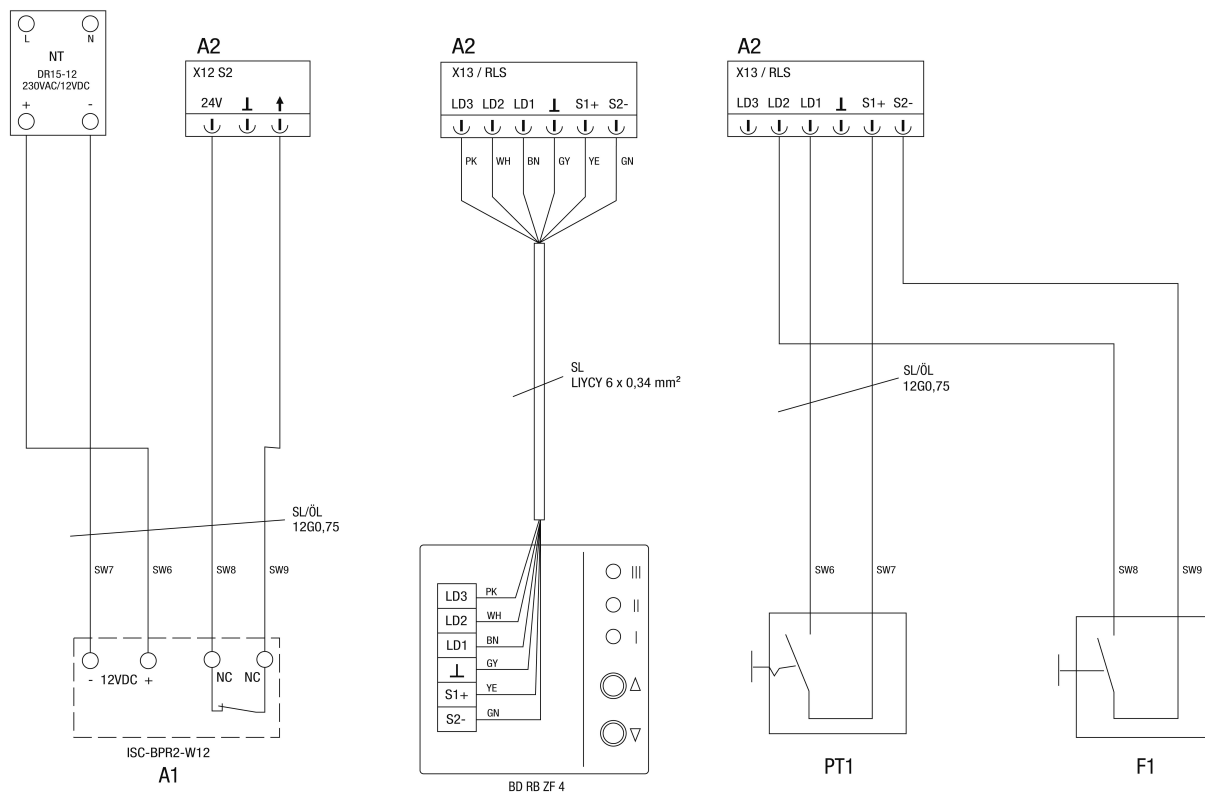 L N
NT
DR15-12
230VAC/12VDC
+ -
A2
X12 S2
24V
SL/ÖL
12G0,75
SW7 SW6 SW8 SW9
- 12VDC + NC NC
ISC-BPR2-W12
A1
A2
X13 / RLS
LD3 LD2 LD1 ⊥ S1+ S2-
PK WH BN GY YE GN
SL
LIYCY 6 x 0,34 mm²
LD3 PK
LD2 WH
LD1 BN
⊥ GY
S1+ YE
S2- GN
III
II
I
BD RB ZF 4
A2
X13 / RLS
LD3 LD2 LD1 ⊥ S1+ S2-
SL/ÖL
12G0,75
SW6 SW7 SW8 SW9
PT1
F1